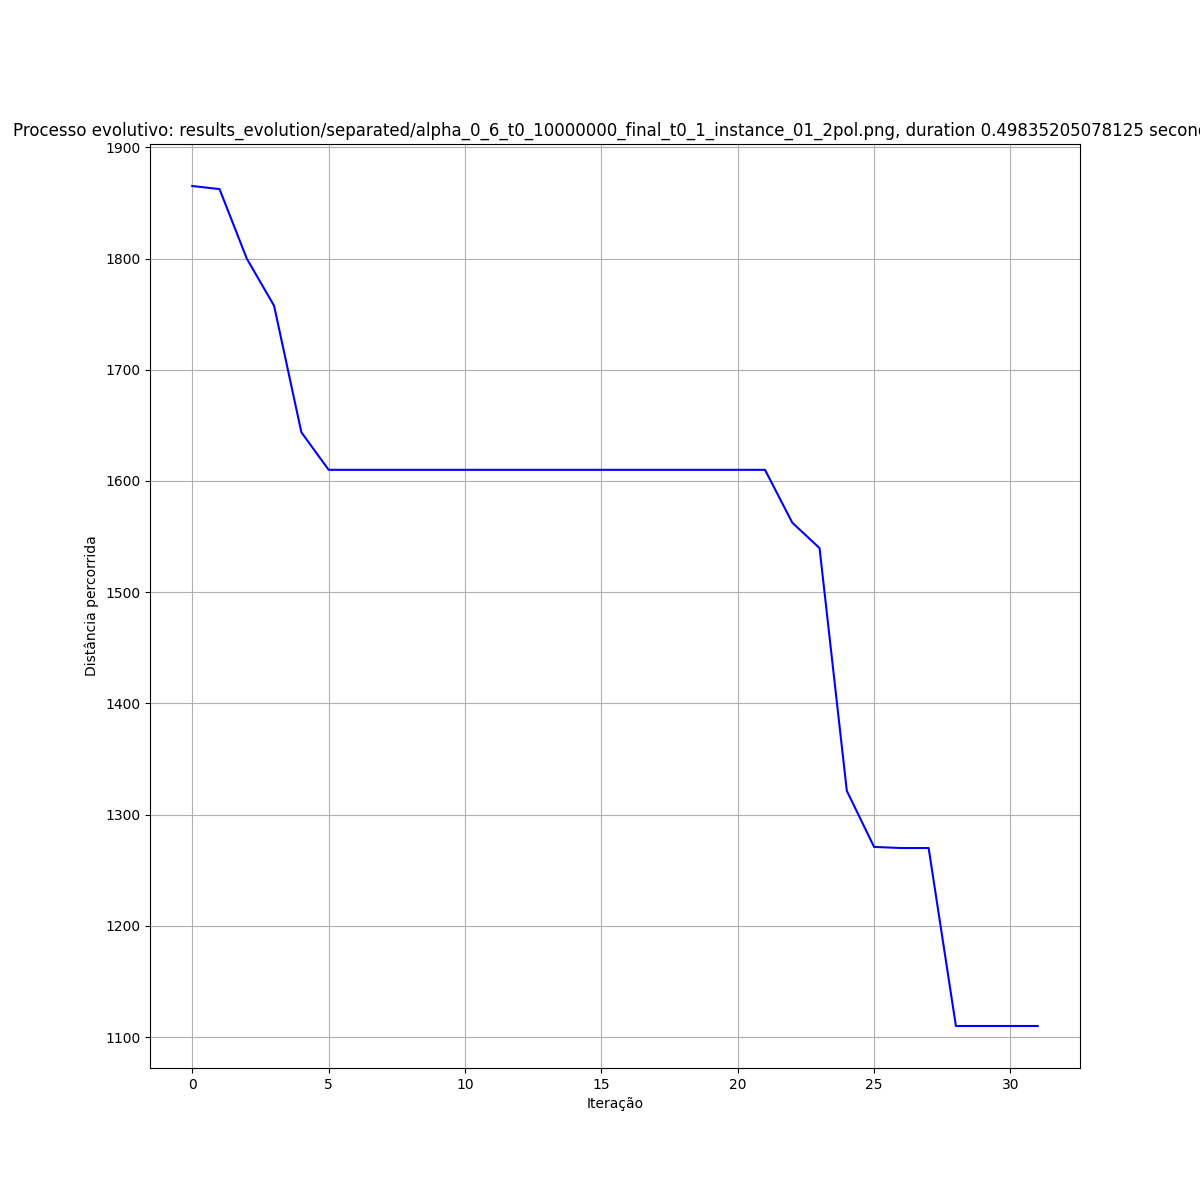 Processo evolutivo: results_evolution/separated/alpha_0_6_t0_10000000_final_t0_1_instance_01_2pol.png, duration 0.49835205078125
1900
1800
1700
1600
1500
1400
1300
1200
1100
Distância percorrida
0 5 10 15 20 25 30
Iteração